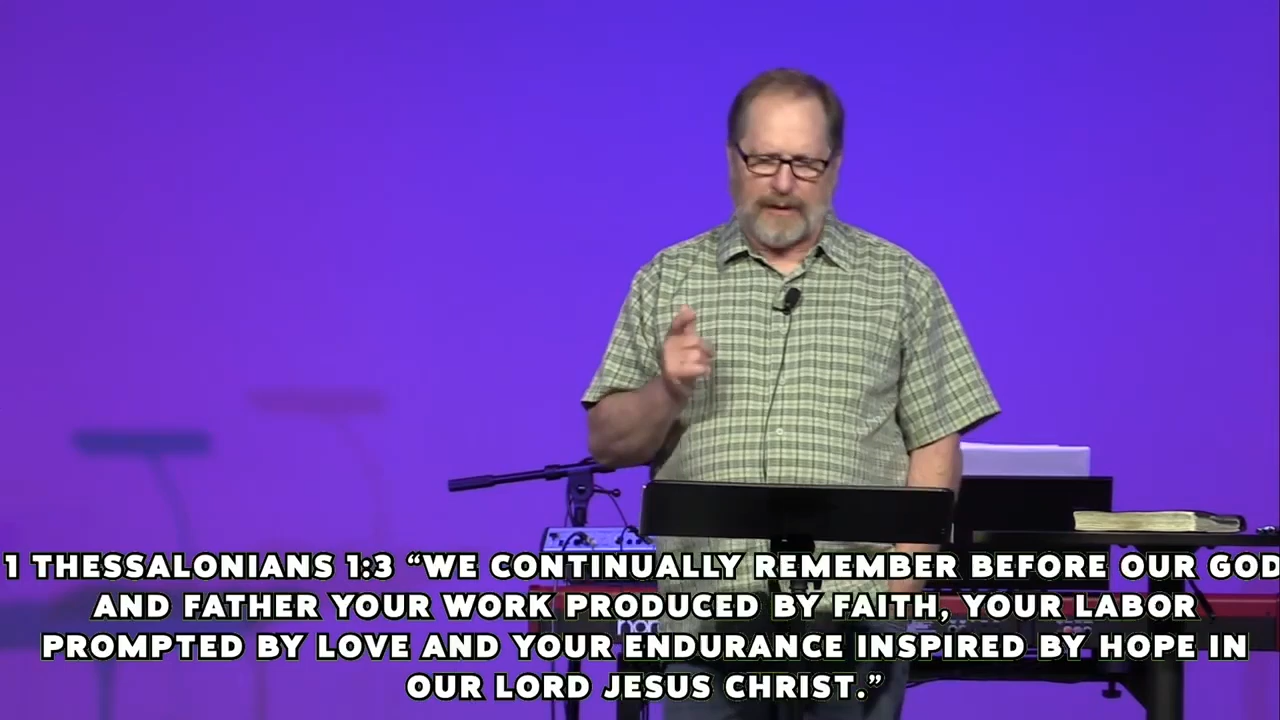 1 THESSALONIANS 1:3 “WE CONTINUALLY REMEMBER BEFORE OUR GOD
AND FATHER YOUR WORK PRODUCED BY FAITH, YOUR LABOR
PROMPTED BY LOVE AND YOUR ENDURANCE INSPIRED BY HOPE IN
OUR LORD JESUS CHRIST.”